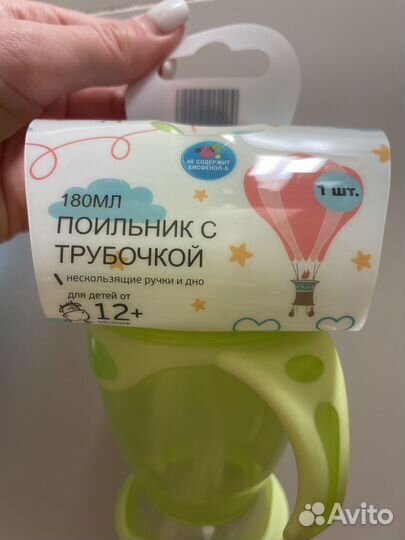 НЕ СОДЕРЖИТ
БИСФЕНОЛ-А
1 шт.
180МЛ
ПОИЛЬНИК С
ТРУБОЧКОЙ
нескользящие ручки и дно
для детей от
12+
месяцев
Avito